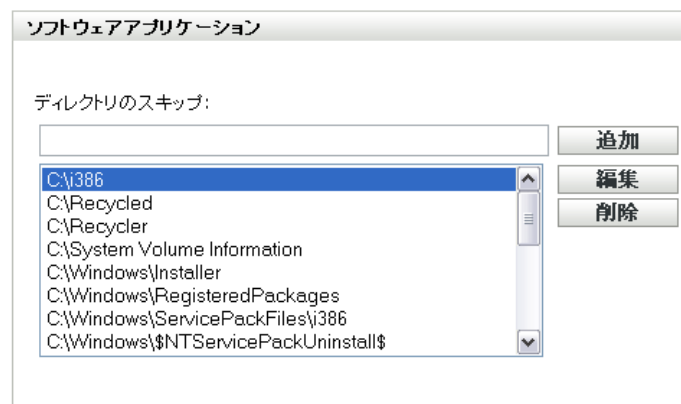 ソフトウェアアプリケーション
ディレクトリのスキップ:
追加
C:\i386
編集
C:\Recycled
削除
C:\Recycler
C:\System Volume Information
C:\Windows\Installer
C:\Windows\RegisteredPackages
C:\Windows\ServicePackFiles\i386
C:\Windows\$NTServicePackUninstall$